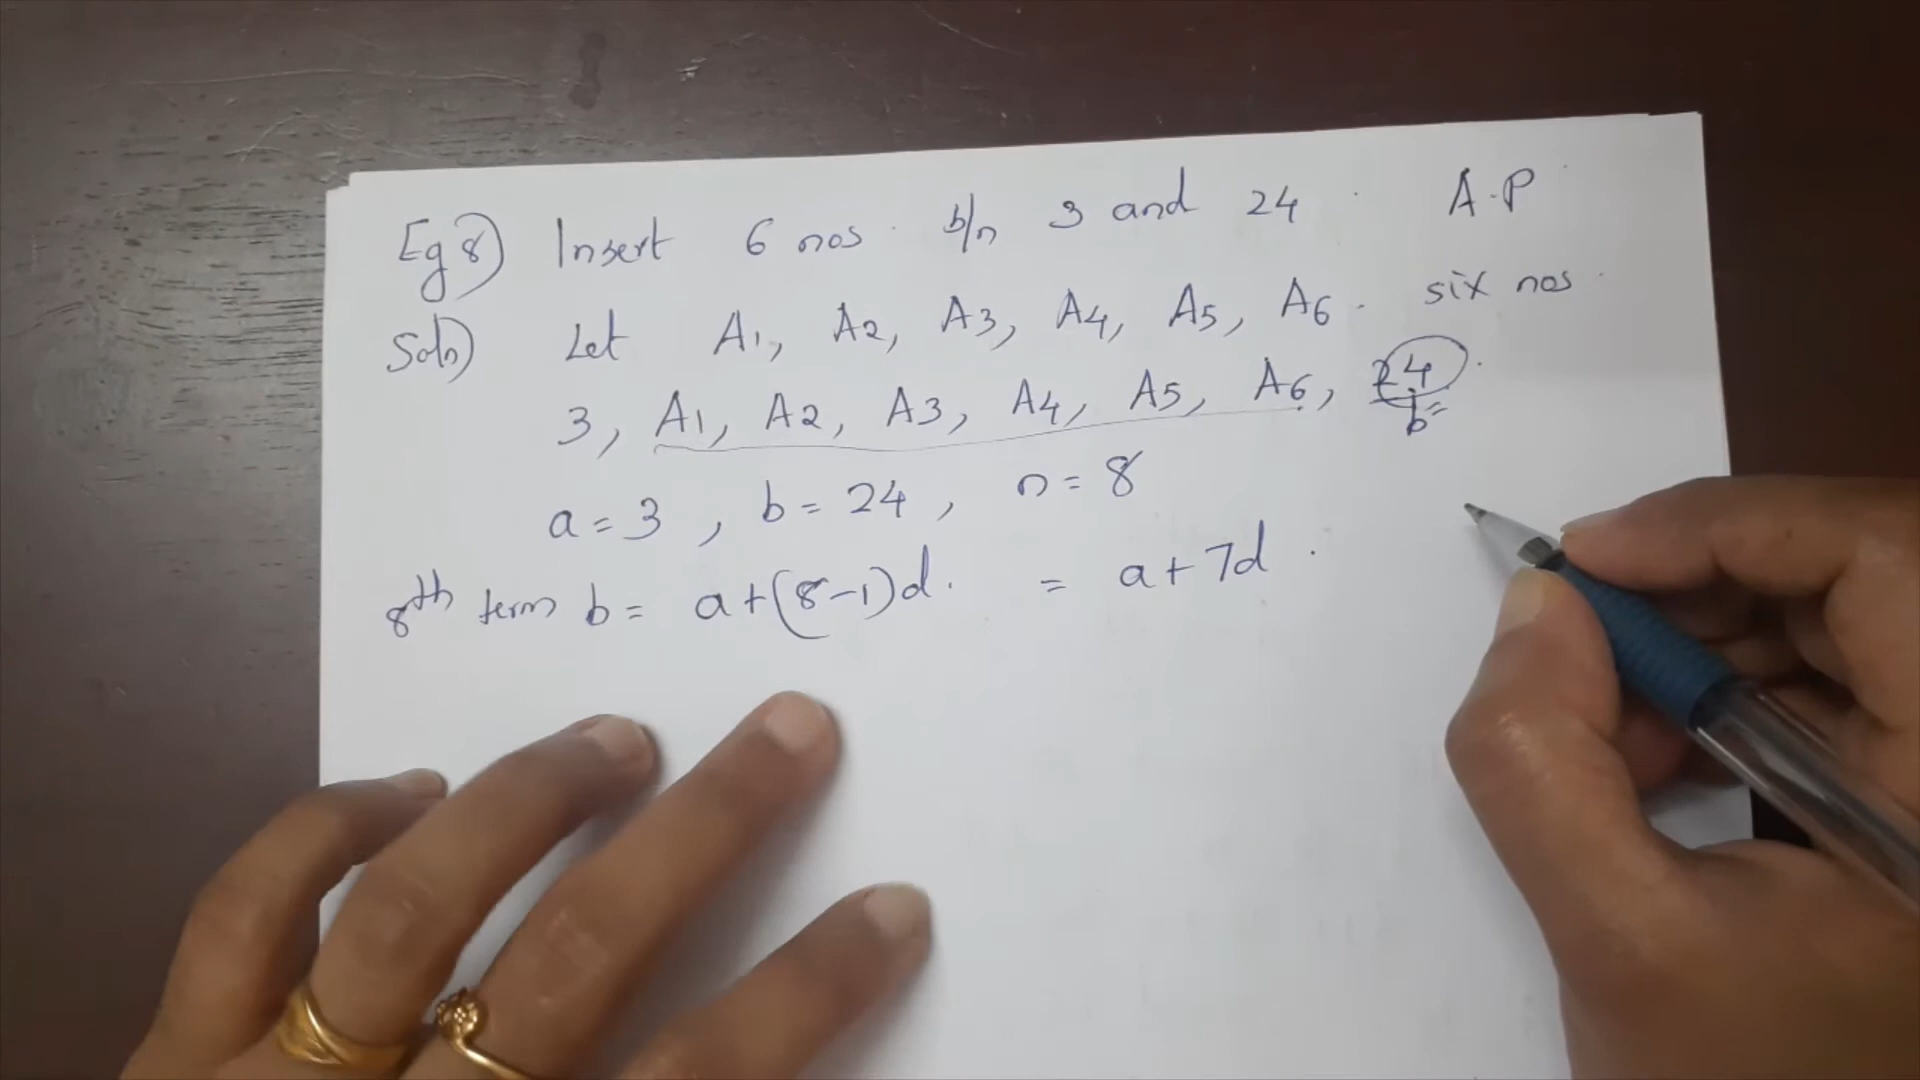 Eg 8) Insert 6 nos. b/n 3 and 24. A.P
Soln) Let A1, A2, A3, A4, A5, A6. six nos.
3, A1, A2, A3, A4, A5, A6, 24.
b=
a = 3, b = 24, n = 8
8th term b = a+(8-1)d. = a+7d.